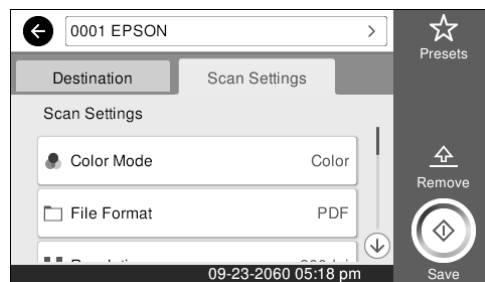 0001 EPSON
Presets
Destination
Scan Settings
Scan Settings
Color Mode
Color
Remove
File Format
PDF
09-23-2060 05:18 pm
Save